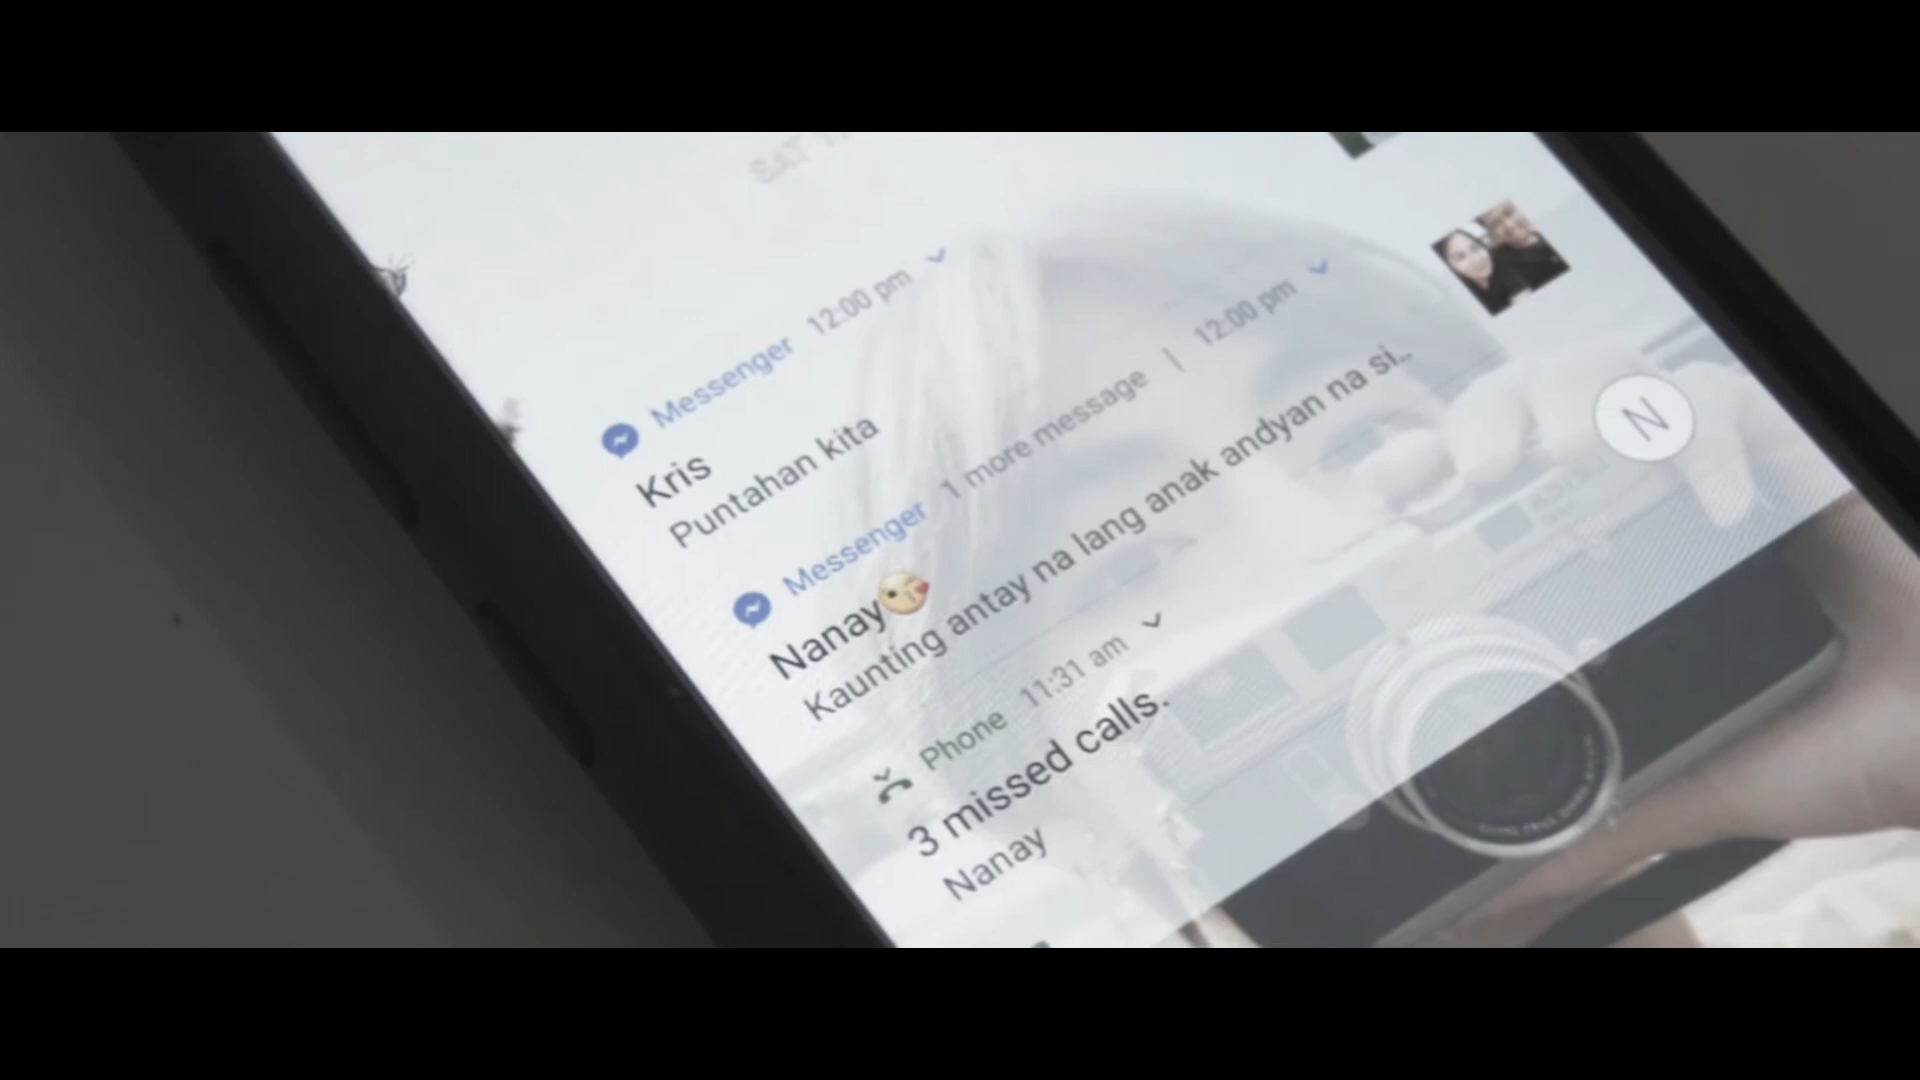 SAT
Messenger 12:00 pm
Kris
Puntahan kita
Messenger 1 more message | 12:00 pm
Nanay😘
Kaunting antay na lang anak andyan na si..
Phone 11:31 am
3 missed calls.
Nanay
N